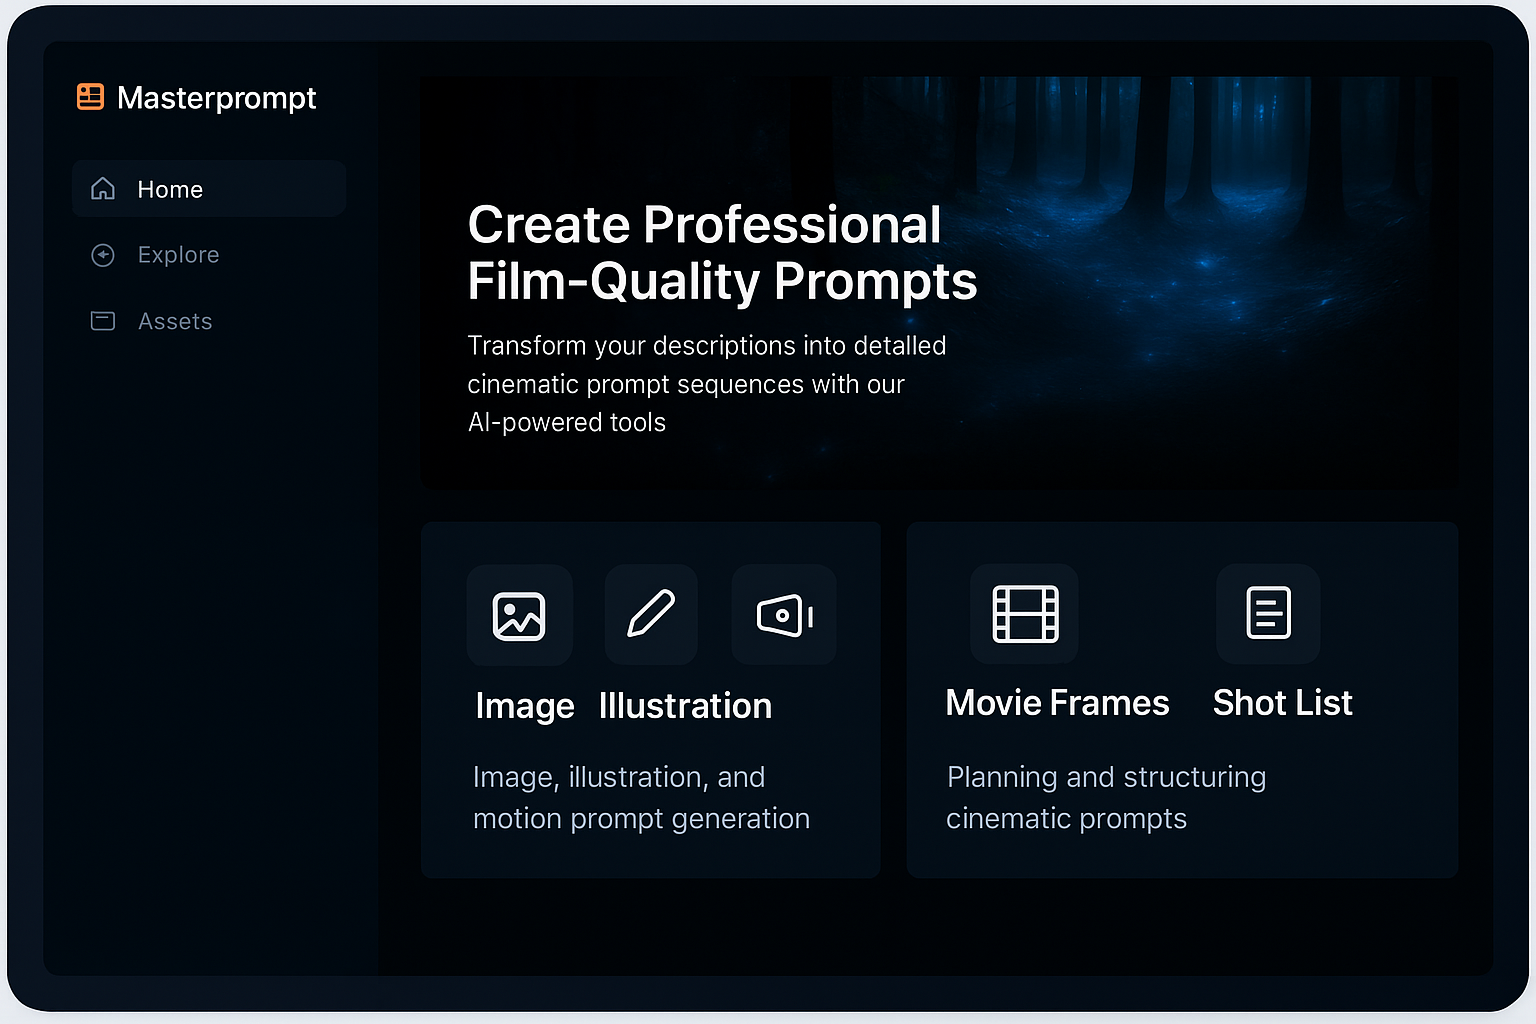 Masterprompt
Home
Explore
Assets
Create Professional
Film-Quality Prompts
Transform your descriptions into detalled
cinematic prompt sequences with our
AI-powered tools
Image Illustration
Image, illustration, and
motion prompt generation
Movie Frames Shot List
Planning and structuring
cinematic prompts